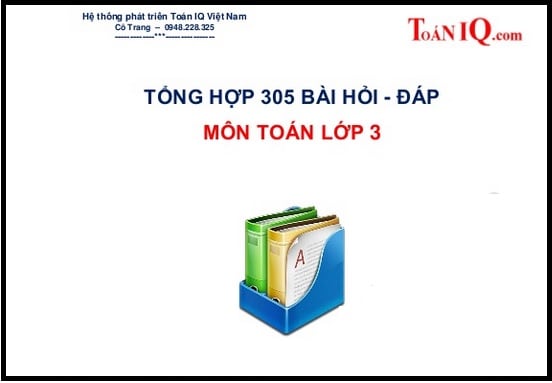 Hệ thống phát triển Toán IQ Việt Nam
Cô Trang – 0948.228.325
--------------***-----------------
TOÁNIQ.com
TỔNG HỢP 305 BÀI HỎI - ĐÁP
MÔN TOÁN LỚP 3
A